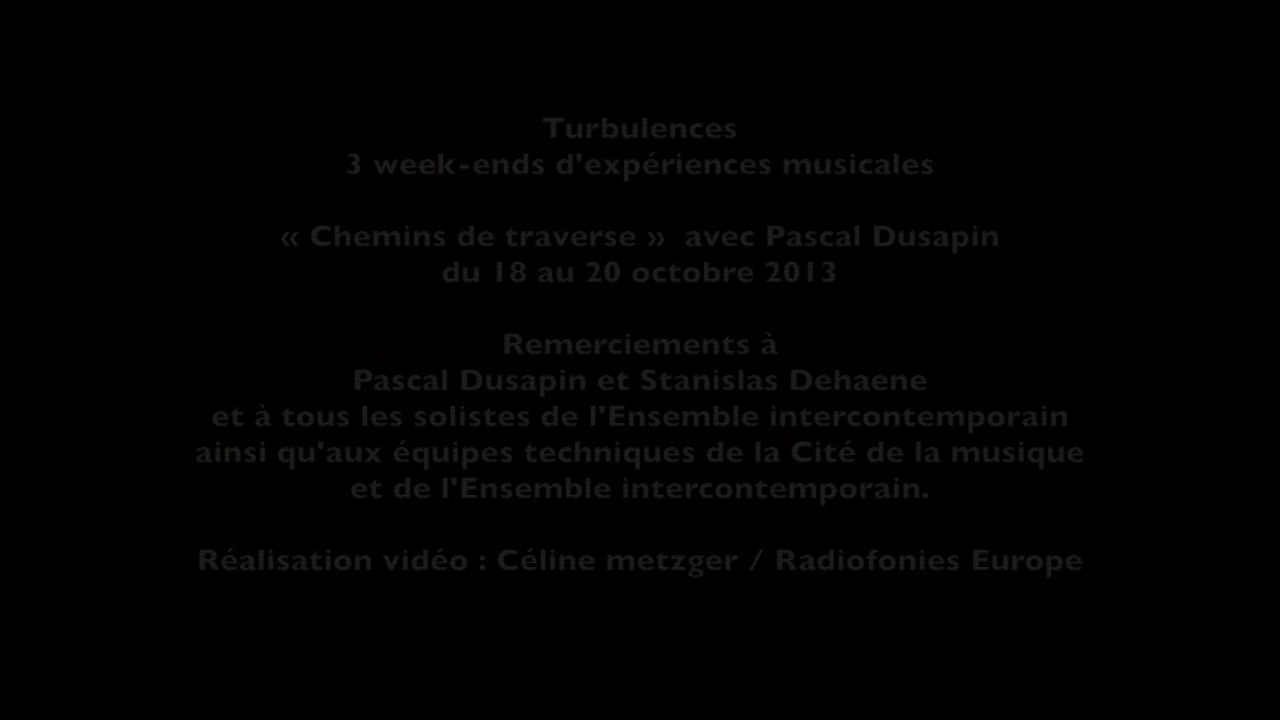 Turbulences
3 week-ends d'expériences musicales
« Chemins de traverse »  avec Pascal Dusapin
du 18 au 20 octobre 2013
Remerciements à
Pascal Dusapin et Stanislas Dehaene
et à tous les solistes de l'Ensemble intercontemporain
ainsi qu'aux équipes techniques de la Cité de la musique
et de l'Ensemble intercontemporain.
Réalisation vidéo : Céline metzger / Radiofonies Europe